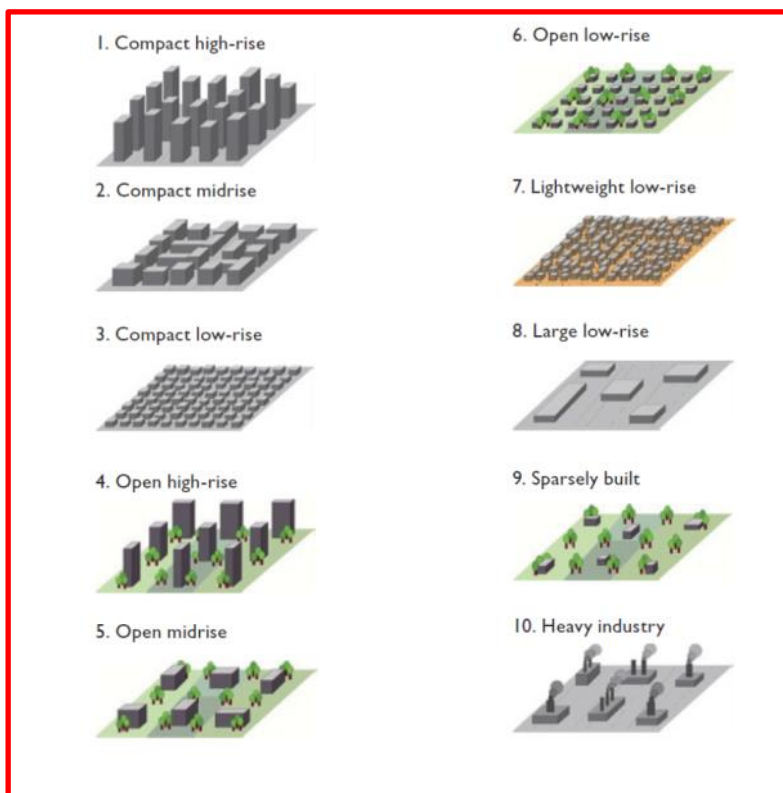 1. Compact high-rise
2. Compact midrise
3. Compact low-rise
4. Open high-rise
5. Open midrise
6. Open low-rise
7. Lightweight low-rise
8. Large low-rise
9. Sparsely built
10. Heavy industry